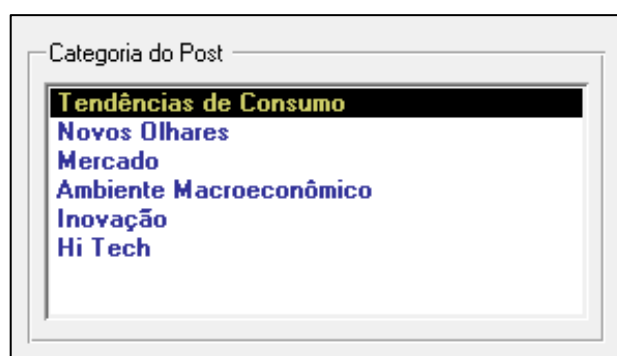 Categoria do Post
Tendências de Consumo
Novos Olhares
Mercado
Ambiente Macroeconômico
Inovação
Hi Tech